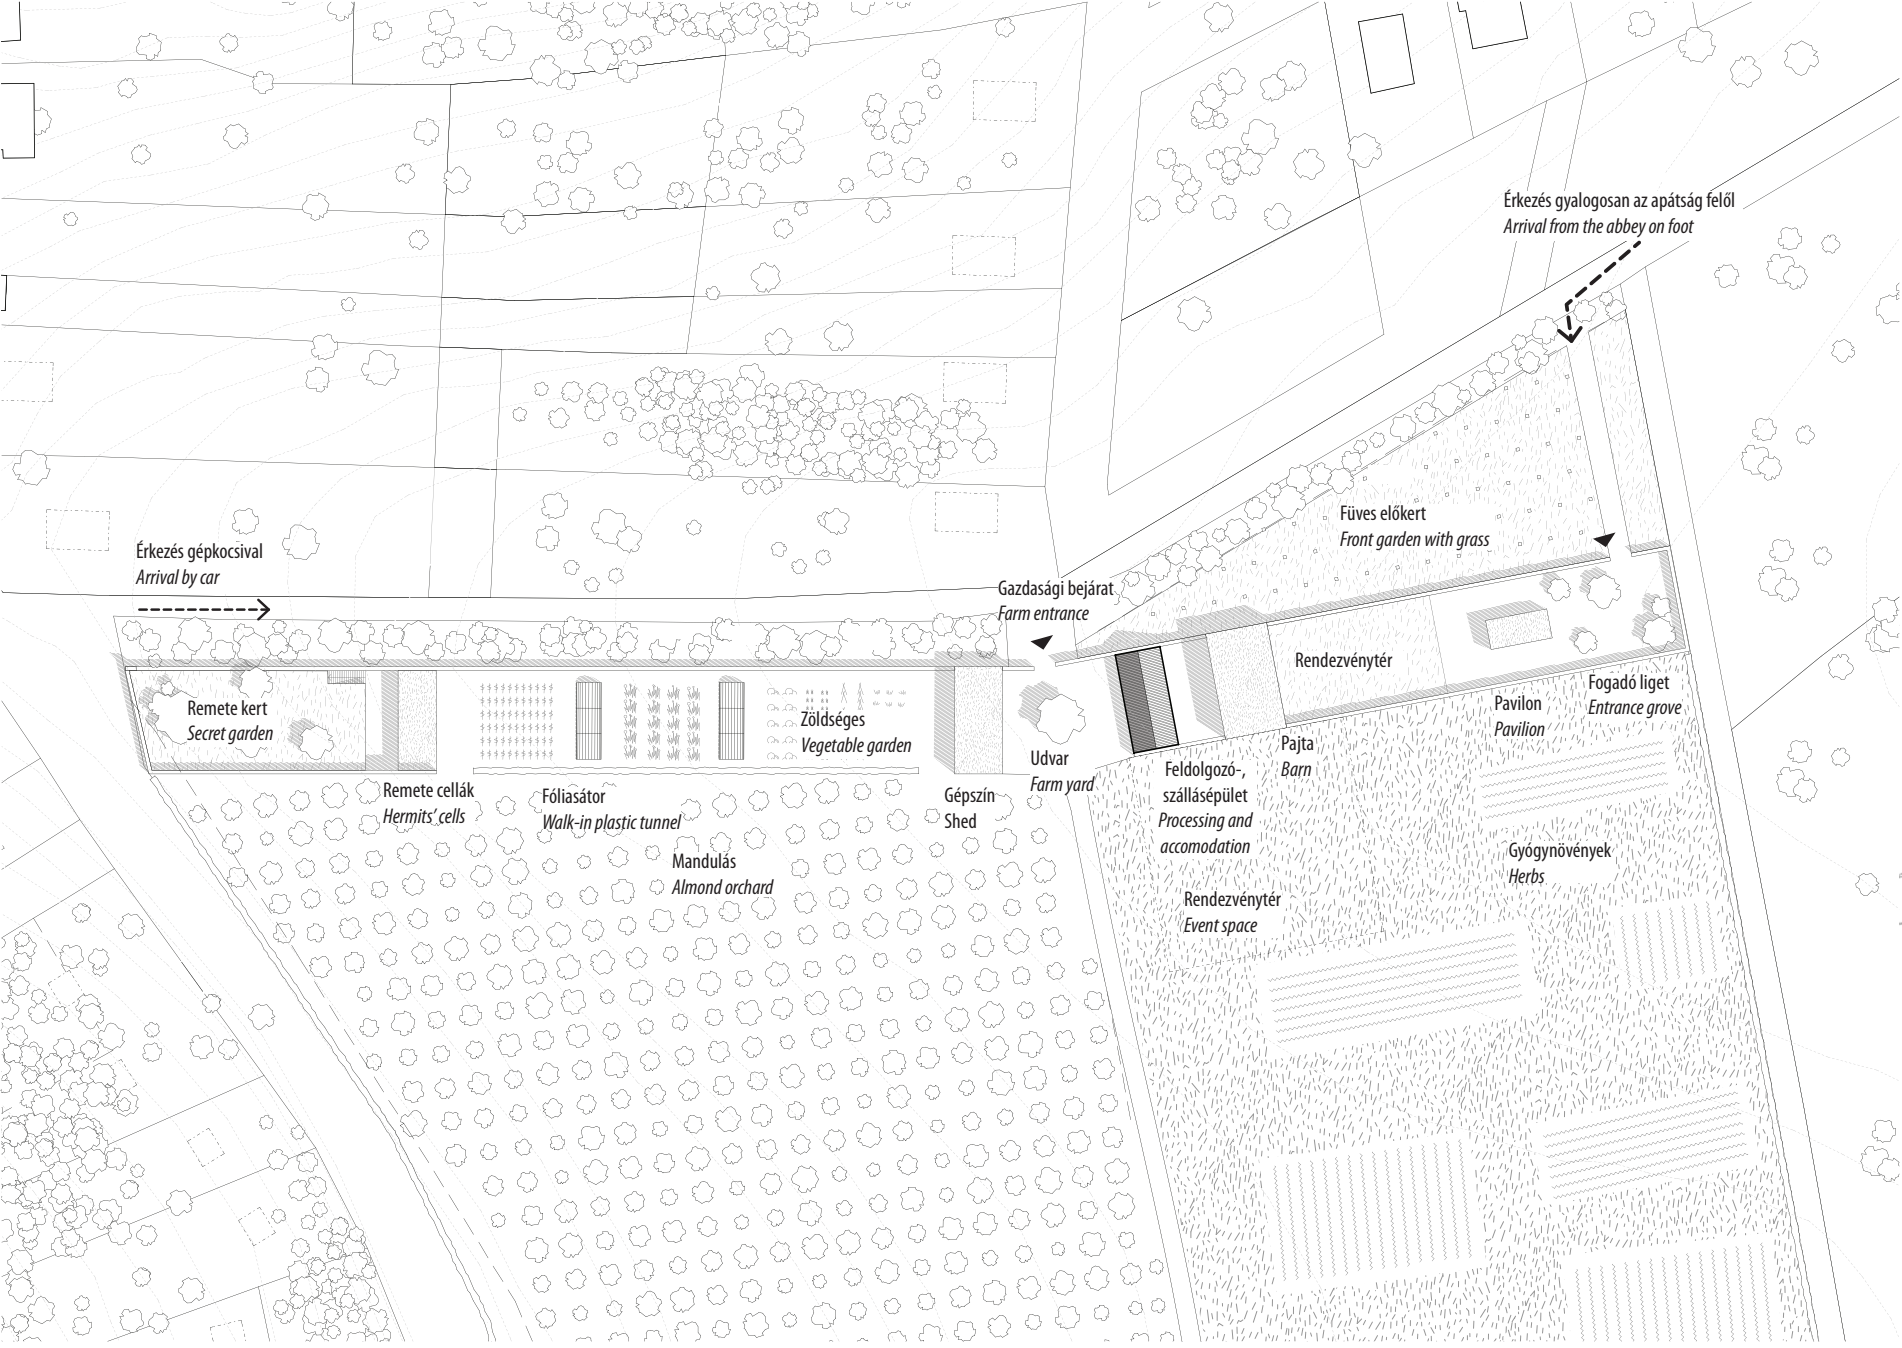 Érkezés gyalogosan az apátság felől
Arrival from the abbey on foot
Füves előkert
Front garden with grass
Érkezés gépkocsival
Arrival by car
Gazdasági bejárat
Farm entrance
Rendezvénytér
Remete kert
Secret garden
Zöldséges
Vegetable garden
Fogadó liget
Entrance grove
Pavilon
Pavilion
Udvar
Farm yard
Pajta
Barn
Feldolgozó-,
szállásépület
Processing and
accomodation
Remete cellák
Hermits' cells
Fóliasátor
Walk-in plastic tunnel
Gépszín
Shed
Mandulás
Almond orchard
Gyógynövények
Herbs
Rendezvénytér
Event space